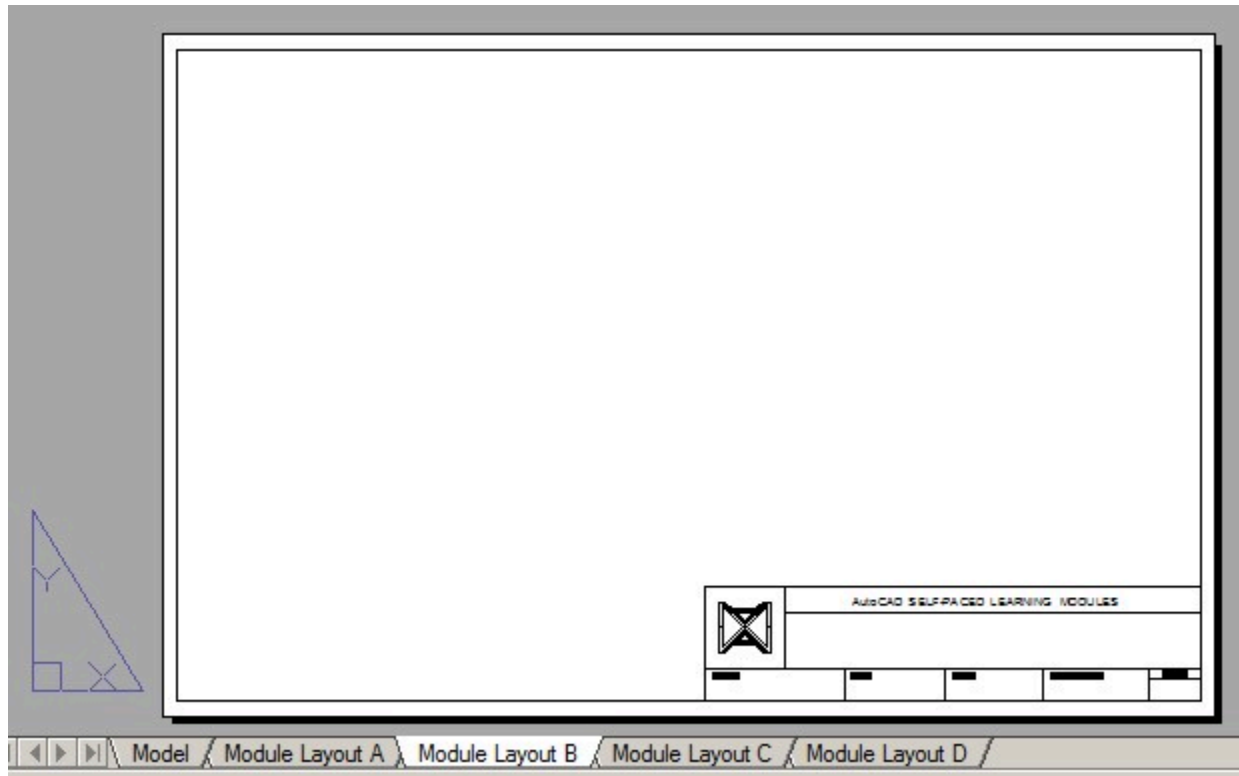 AutoCAD SELF-PACED LEARNING MODULES
Y
X
Model Module Layout A Module Layout B Module Layout C Module Layout D